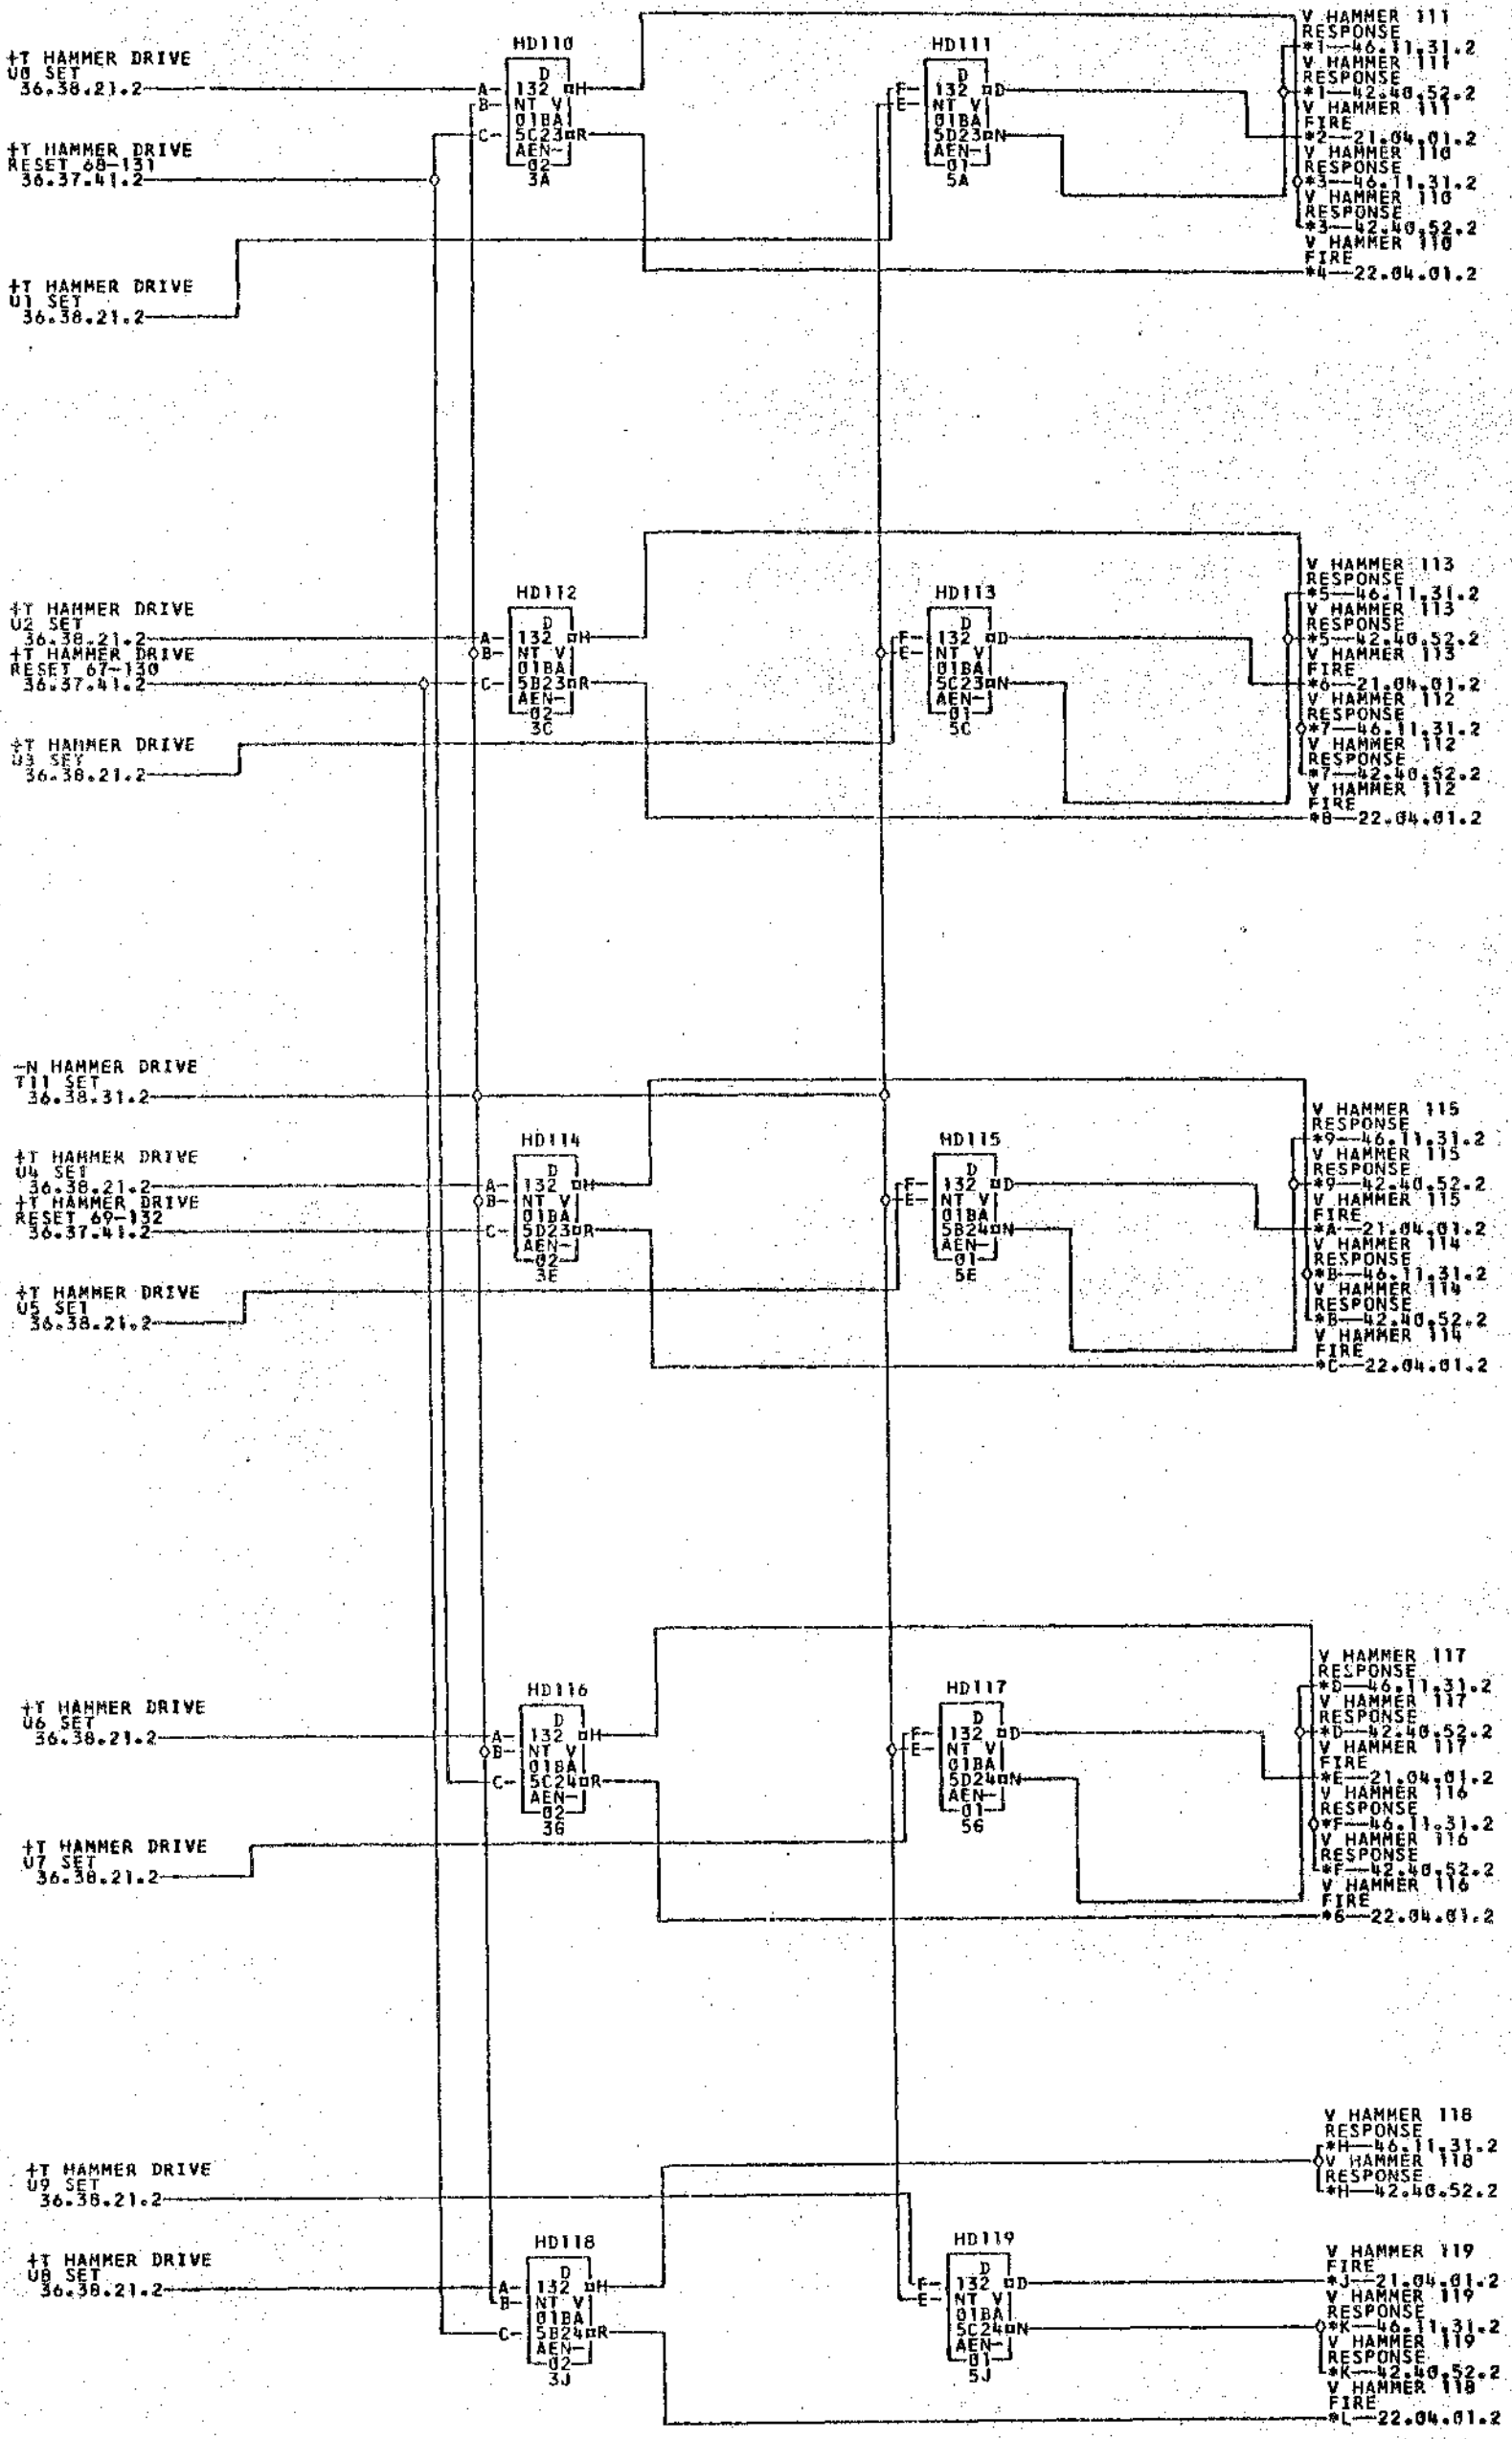 +T HAMMER DRIVE
U0 SET
36.38.21.2
+T HAMMER DRIVE
RESET 68-131
36.37.41.2
+T HAMMER DRIVE
U1 SET
36.38.21.2
HD110
D
A- 132 H
B- NT V
01BA
C- 5C23 R
AEN-
02
3A
HD111
D
F- 132 D
E- NT V
01BA
5D23 N
AEN-
01
5A
V HAMMER 111
RESPONSE
*1-46.11.31.2
V HAMMER 111
RESPONSE
*1-42.40.52.2
V HAMMER 111
FIRE
*2-21.04.01.2
V HAMMER 110
RESPONSE
*3-46.11.31.2
V HAMMER 110
RESPONSE
*3-42.40.52.2
V HAMMER 110
FIRE
*4-22.04.01.2
+T HAMMER DRIVE
U2 SET
36.38.21.2
+T HAMMER DRIVE
RESET 67-130
36.37.41.2
+T HAMMER DRIVE
U3 SET
36.38.21.2
HD112
D
A- 132 H
B- NT V
01BA
C- 5B23 R
AEN-
02
3C
HD113
D
F- 132 D
E- NT V
01BA
5C23 N
AEN-
01
5C
V HAMMER 113
RESPONSE
*5-46.11.31.2
V HAMMER 113
RESPONSE
*5-42.40.52.2
V HAMMER 113
FIRE
*6-21.04.01.2
V HAMMER 112
RESPONSE
*7-46.11.31.2
V HAMMER 112
RESPONSE
*7-42.40.52.2
V HAMMER 112
FIRE
*8-22.04.01.2
-N HAMMER DRIVE
T11 SET
36.38.31.2
+T HAMMER DRIVE
U4 SET
36.38.21.2
+T HAMMER DRIVE
RESET 69-132
36.37.41.2
+T HAMMER DRIVE
U5 SET
36.38.21.2
HD114
D
A- 132 H
B- NT V
01BA
C- 5D23 R
AEN-
02
3E
HD115
D
F- 132 D
E- NT V
01BA
5B24 N
AEN-
01
5E
V HAMMER 115
RESPONSE
*9-46.11.31.2
V HAMMER 115
RESPONSE
*9-42.40.52.2
V HAMMER 115
FIRE
*A-21.04.01.2
V HAMMER 114
RESPONSE
*B-46.11.31.2
V HAMMER 114
RESPONSE
*B-42.40.52.2
V HAMMER 114
FIRE
*C-22.04.01.2
+T HAMMER DRIVE
U6 SET
36.38.21.2
+T HAMMER DRIVE
U7 SET
36.38.21.2
HD116
D
A- 132 H
B- NT V
01BA
C- 5C24 R
AEN-
02
3G
HD117
D
F- 132 D
E- NT V
01BA
5D24 N
AEN-
01
5G
V HAMMER 117
RESPONSE
*D-46.11.31.2
V HAMMER 117
RESPONSE
*D-42.40.52.2
V HAMMER 117
FIRE
*E-21.04.01.2
V HAMMER 116
RESPONSE
*F-46.11.31.2
V HAMMER 116
RESPONSE
*F-42.40.52.2
V HAMMER 116
FIRE
*G-22.04.01.2
+T HAMMER DRIVE
U9 SET
36.38.21.2
+T HAMMER DRIVE
U8 SET
36.38.21.2
HD118
D
A- 132 H
B- NT V
01BA
C- 5B24 R
AEN-
02
3J
HD119
D
F- 132 D
E- NT V
01BA
5C24 N
AEN-
01
5J
V HAMMER 118
RESPONSE
*H-46.11.31.2
V HAMMER 118
RESPONSE
*H-42.40.52.2
V HAMMER 119
FIRE
*J-21.04.01.2
V HAMMER 119
RESPONSE
*K-46.11.31.2
V HAMMER 119
RESPONSE
*K-42.40.52.2
V HAMMER 118
FIRE
*L-22.04.01.2